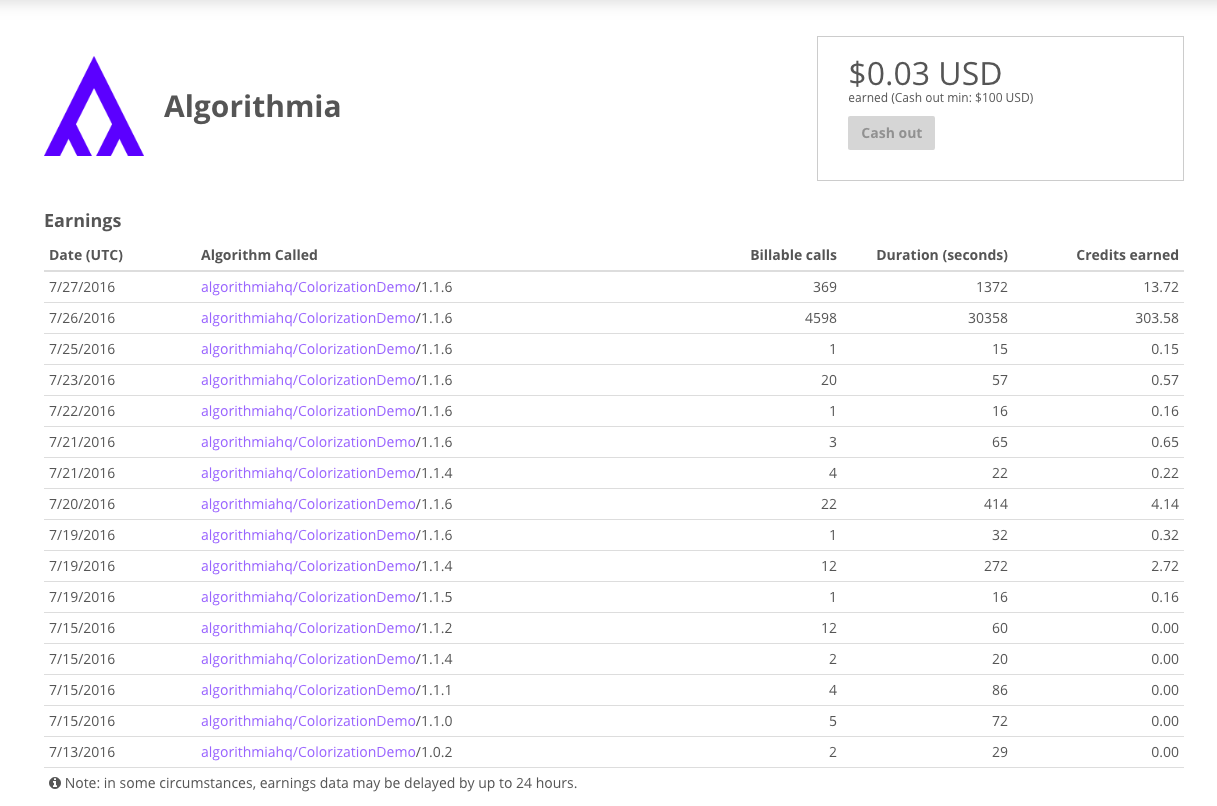 Algorithmia
$0.03 USD
earned (Cash out min: $100 USD)
Cash out
Earnings
Date (UTC) Algorithm Called Billable calls Duration (seconds) Credits earned
7/27/2016 algorithmiahq/ColorizationDemo/1.1.6 369 1372 13.72
7/26/2016 algorithmiahq/ColorizationDemo/1.1.6 4598 30358 303.58
7/25/2016 algorithmiahq/ColorizationDemo/1.1.6 1 15 0.15
7/23/2016 algorithmiahq/ColorizationDemo/1.1.6 20 57 0.57
7/22/2016 algorithmiahq/ColorizationDemo/1.1.6 1 16 0.16
7/21/2016 algorithmiahq/ColorizationDemo/1.1.6 3 65 0.65
7/21/2016 algorithmiahq/ColorizationDemo/1.1.4 4 22 0.22
7/20/2016 algorithmiahq/ColorizationDemo/1.1.6 22 414 4.14
7/19/2016 algorithmiahq/ColorizationDemo/1.1.6 1 32 0.32
7/19/2016 algorithmiahq/ColorizationDemo/1.1.4 12 272 2.72
7/19/2016 algorithmiahq/ColorizationDemo/1.1.5 1 16 0.16
7/15/2016 algorithmiahq/ColorizationDemo/1.1.2 12 60 0.00
7/15/2016 algorithmiahq/ColorizationDemo/1.1.4 2 20 0.00
7/15/2016 algorithmiahq/ColorizationDemo/1.1.1 4 86 0.00
7/15/2016 algorithmiahq/ColorizationDemo/1.1.0 5 72 0.00
7/13/2016 algorithmiahq/ColorizationDemo/1.0.2 2 29 0.00
Note: in some circumstances, earnings data may be delayed by up to 24 hours.